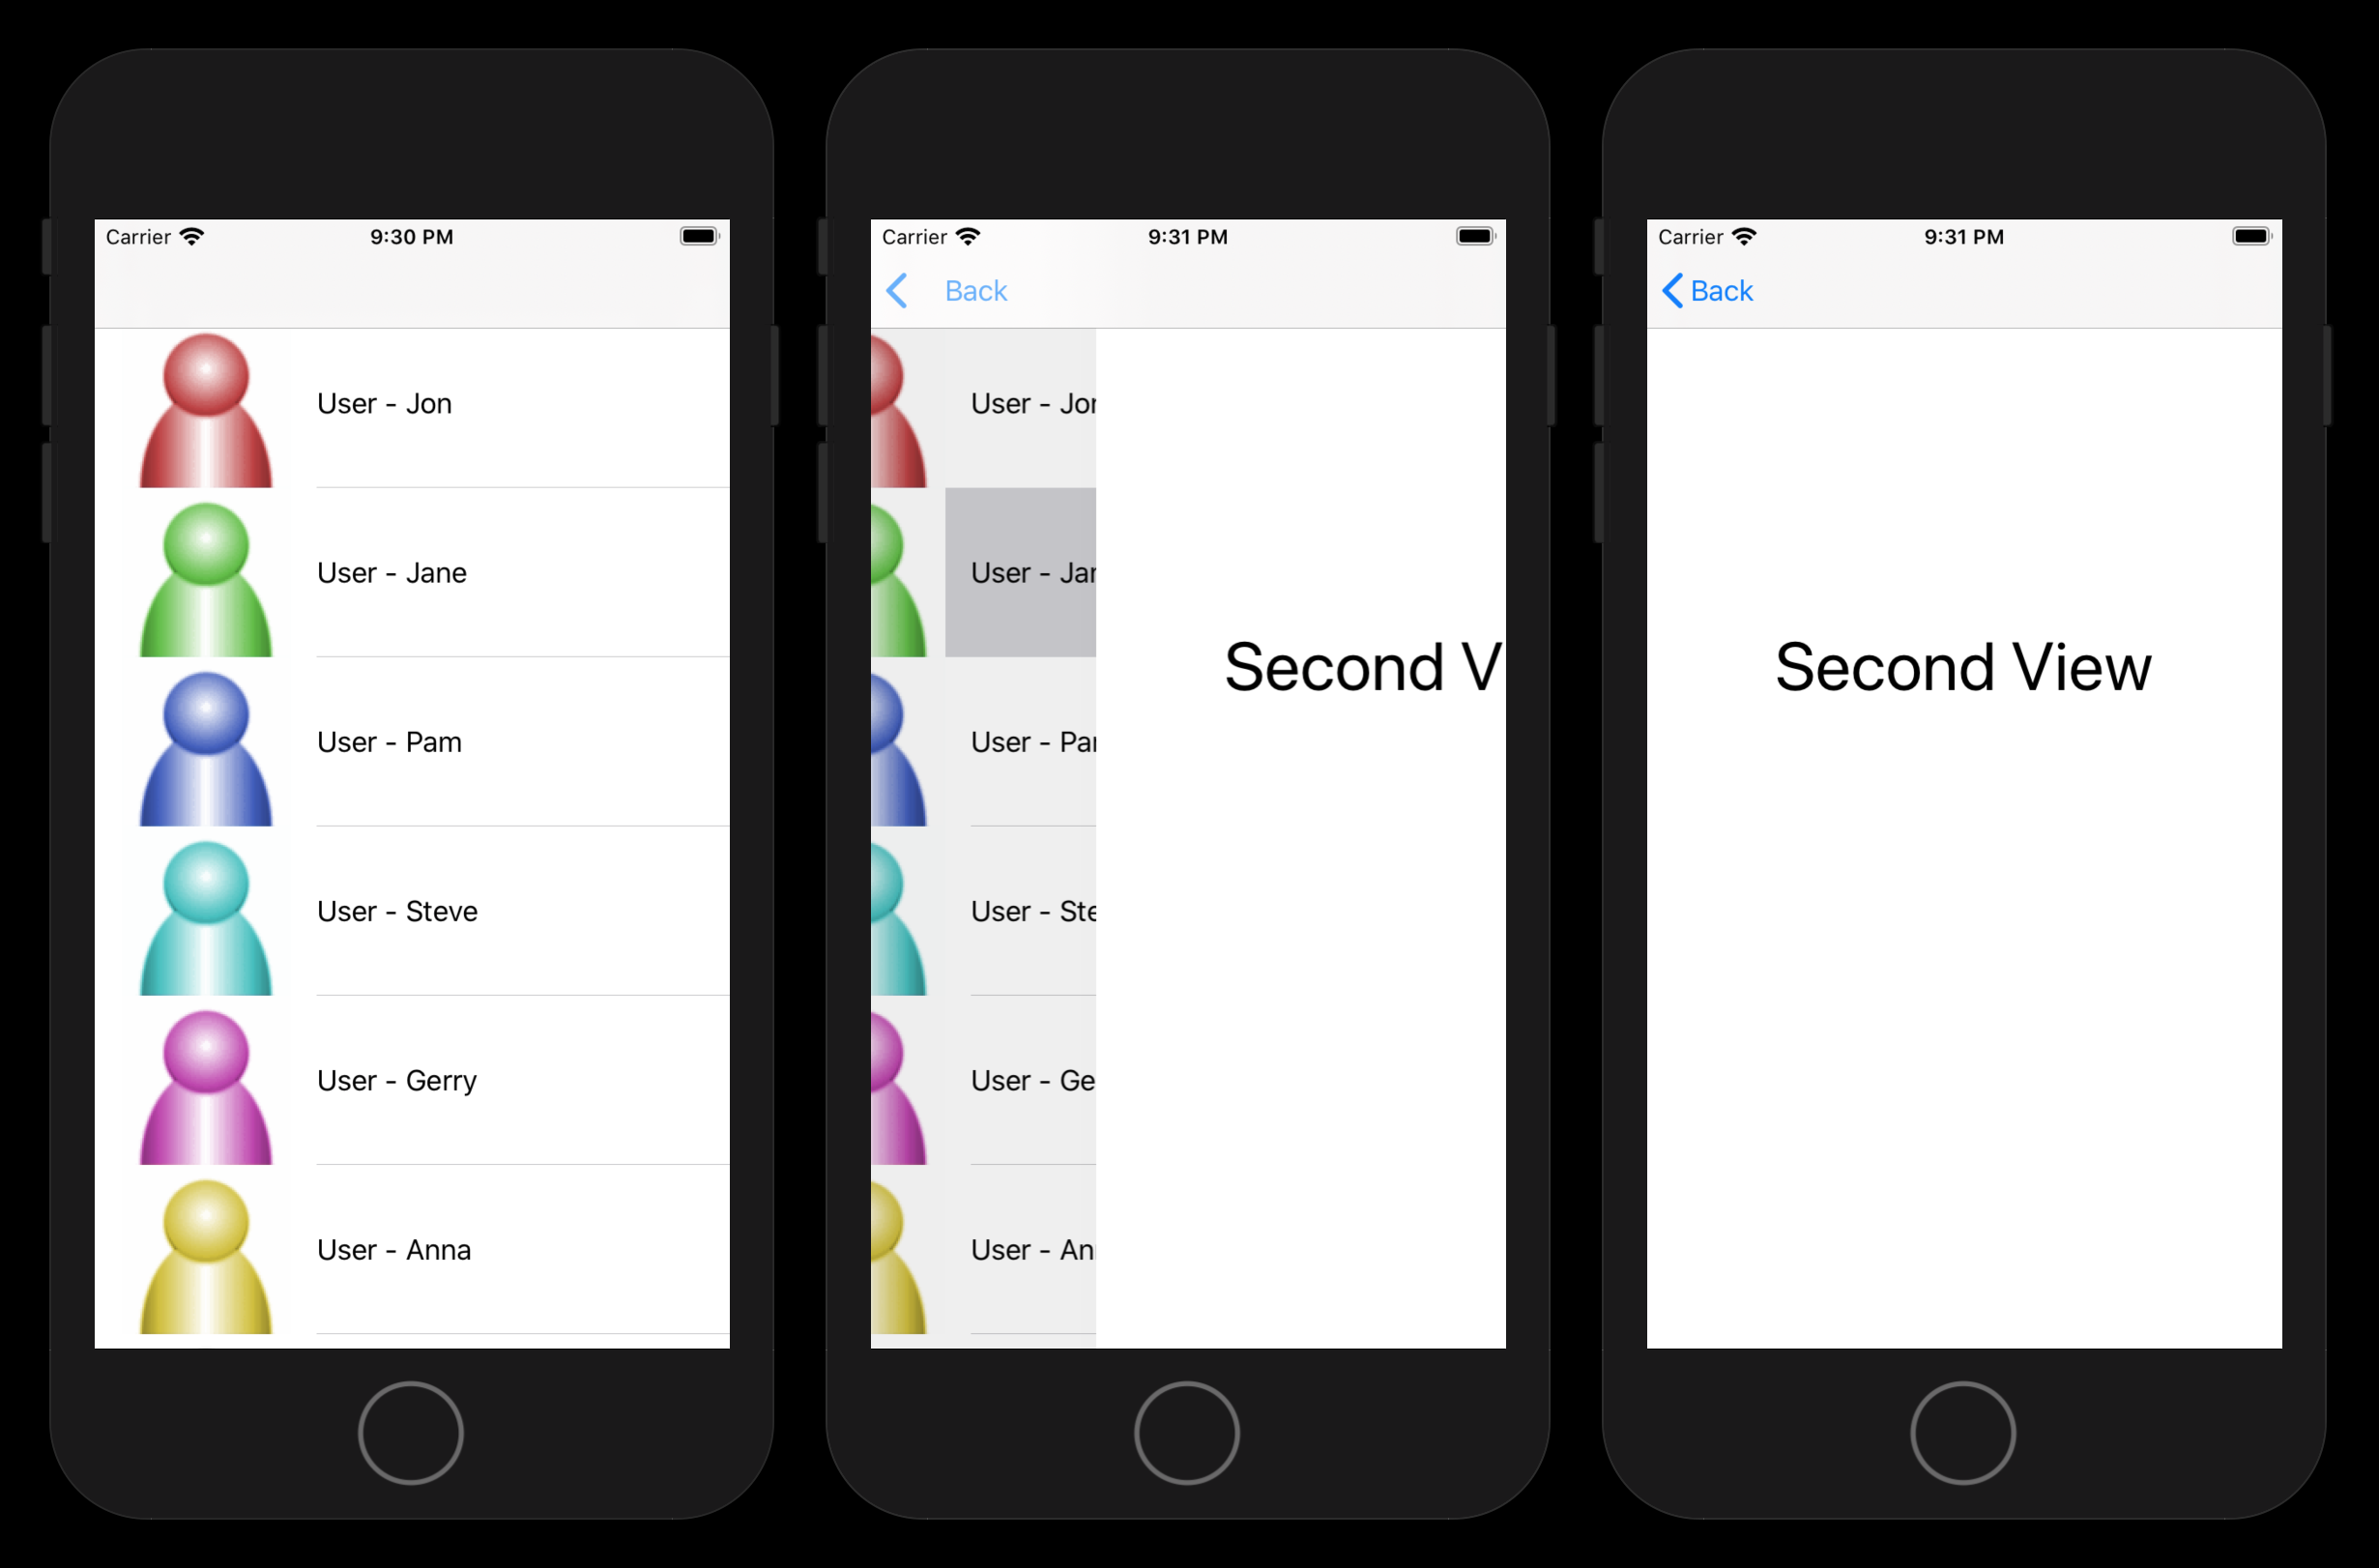 Carrier 9:30 PM
User - Jon
User - Jane
User - Pam
User - Steve
User - Gerry
User - Anna
Carrier 9:31 PM
Back
User - Jor
User - Jar
User - Par
User - Ste
User - Ge
User - An
Second V
Carrier 9:31 PM
Back
Second View